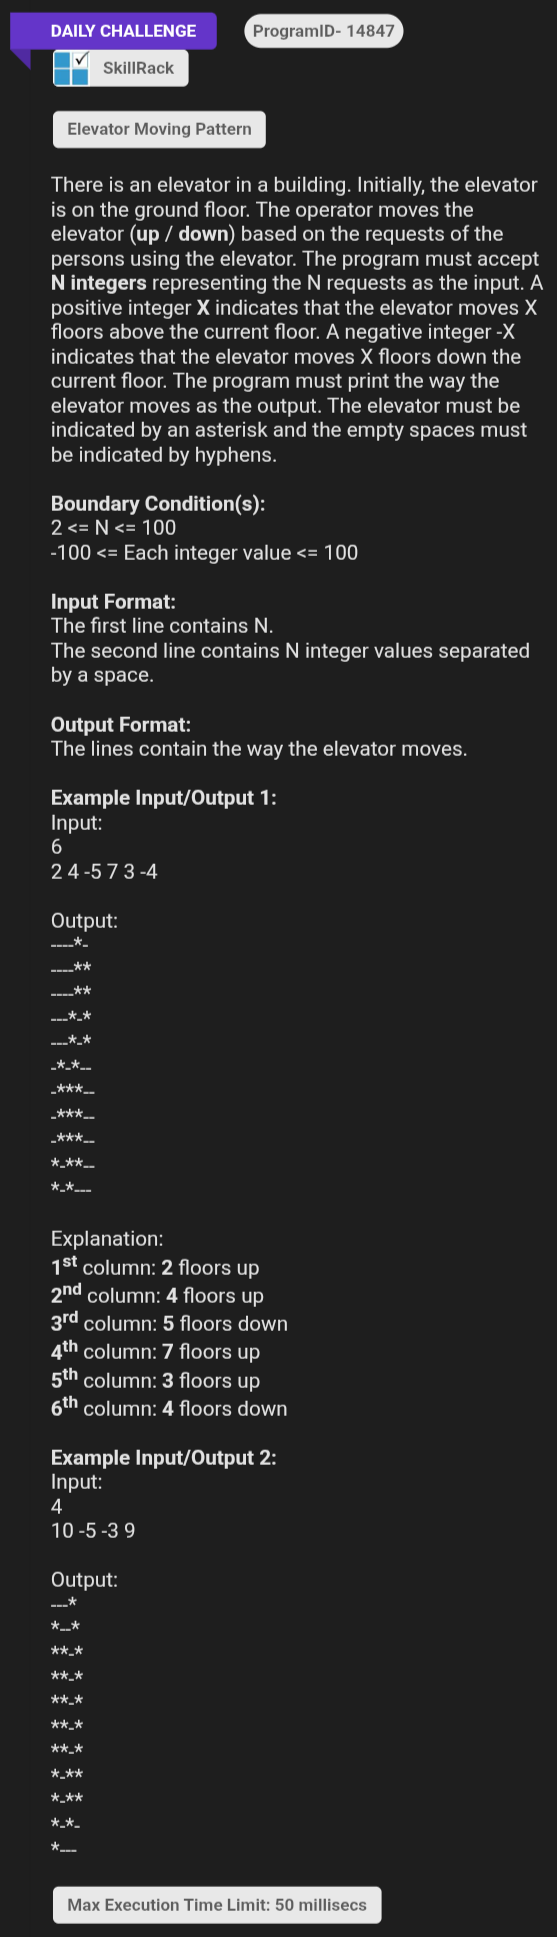 DAILY CHALLENGE
ProgramID- 14847
SkillRack
Elevator Moving Pattern
There is an elevator in a building. Initially, the elevator
is on the ground floor. The operator moves the
elevator (up / down) based on the requests of the
persons using the elevator. The program must accept
N integers representing the N requests as the input. A
positive integer X indicates that the elevator moves X
floors above the current floor. A negative integer -X
indicates that the elevator moves X floors down the
current floor. The program must print the way the
elevator moves as the output. The elevator must be
indicated by an asterisk and the empty spaces must
be indicated by hyphens.
Boundary Condition(s):
2 <= N <= 100
-100 <= Each integer value <= 100
Input Format:
The first line contains N.
The second line contains N integer values separated
by a space.
Output Format:
The lines contain the way the elevator moves.
Example Input/Output 1:
Input:
6
2 4 -5 7 3 -4
Output:
----*-
----**
----**
---*-*
---*-*
-*-*--
-***--
-***--
-***--
*-**--
*-*---
Explanation:
1st column: 2 floors up
2nd column: 4 floors up
3rd column: 5 floors down
4th column: 7 floors up
5th column: 3 floors up
6th column: 4 floors down
Example Input/Output 2:
Input:
4
10 -5 -3 9
Output:
---*
*--*
**-*
**-*
**-*
**-*
**-*
*-**
*-**
*-*-
*---
Max Execution Time Limit: 50 millisecs